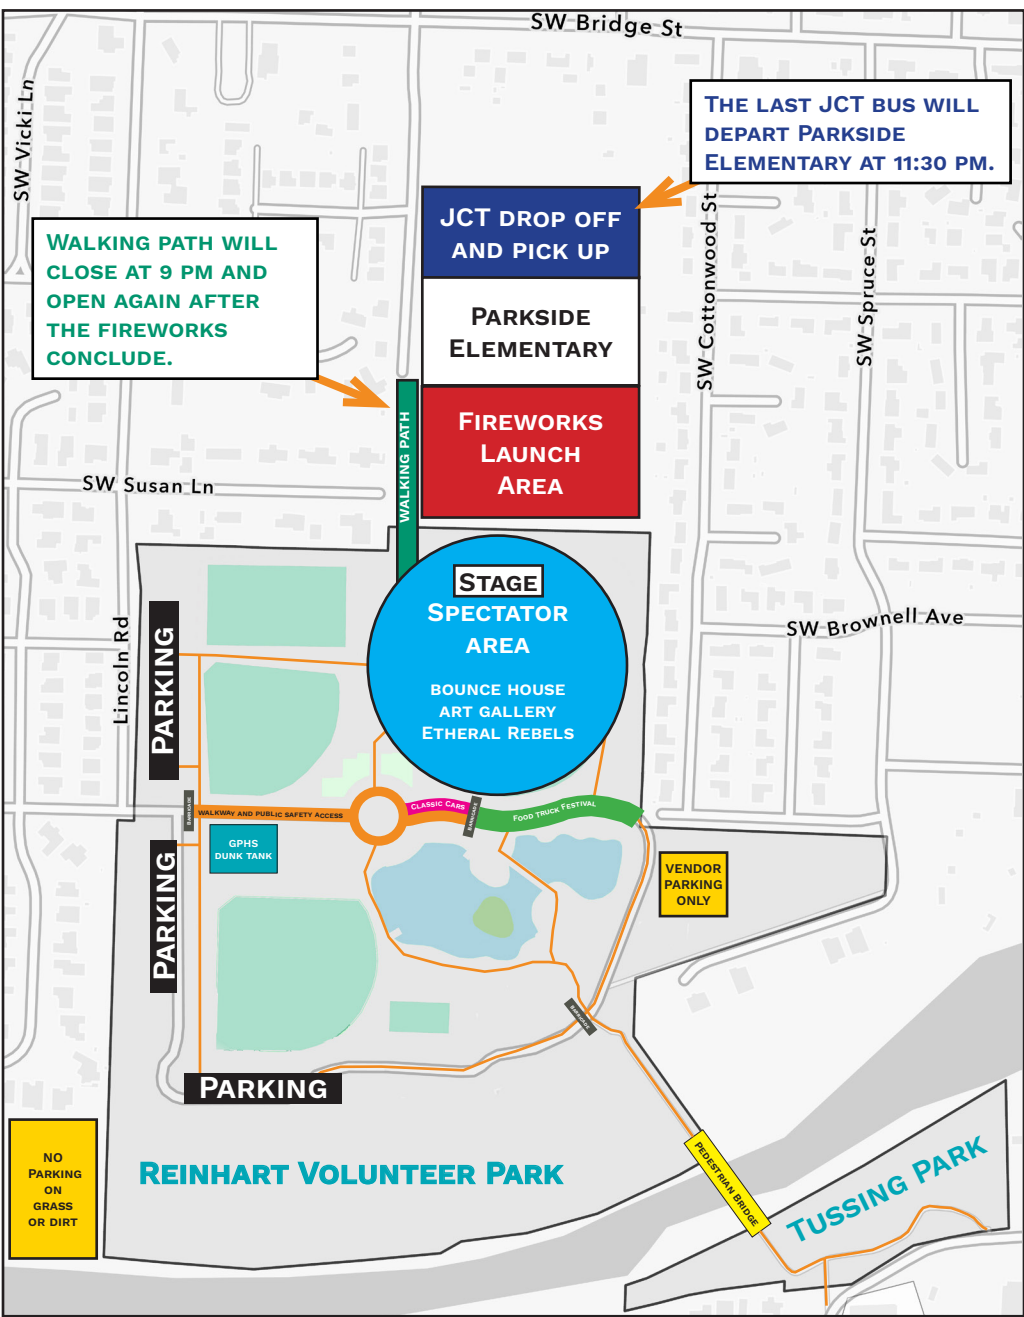 SW Bridge St
SW Vicki Ln
THE LAST JCT BUS WILL
DEPART PARKSIDE
ELEMENTARY AT 11:30 PM.
JCT DROP OFF
AND PICK UP
SW Cottonwood St
SW Spruce St
WALKING PATH WILL
CLOSE AT 9 PM AND
OPEN AGAIN AFTER
THE FIREWORKS
CONCLUDE.
PARKSIDE
ELEMENTARY
FIREWORKS
LAUNCH
AREA
WALKING PATH
SW Susan Ln
STAGE
SPECTATOR
AREA
BOUNCE HOUSE
ART GALLERY
ETHERAL REBELS
SW Brownell Ave
Lincoln Rd
PARKING
BARRICADE
WALKWAY AND PUBLIC SAFETY ACCESS
CLASSIC CARS
BARRICADE
FOOD TRUCK FESTIVAL
GPHS
DUNK TANK
PARKING
VENDOR
PARKING
ONLY
BARRICADE
PARKING
NO
PARKING
ON
GRASS
OR DIRT
REINHART VOLUNTEER PARK
PEDESTRIAN BRIDGE
TUSSING PARK